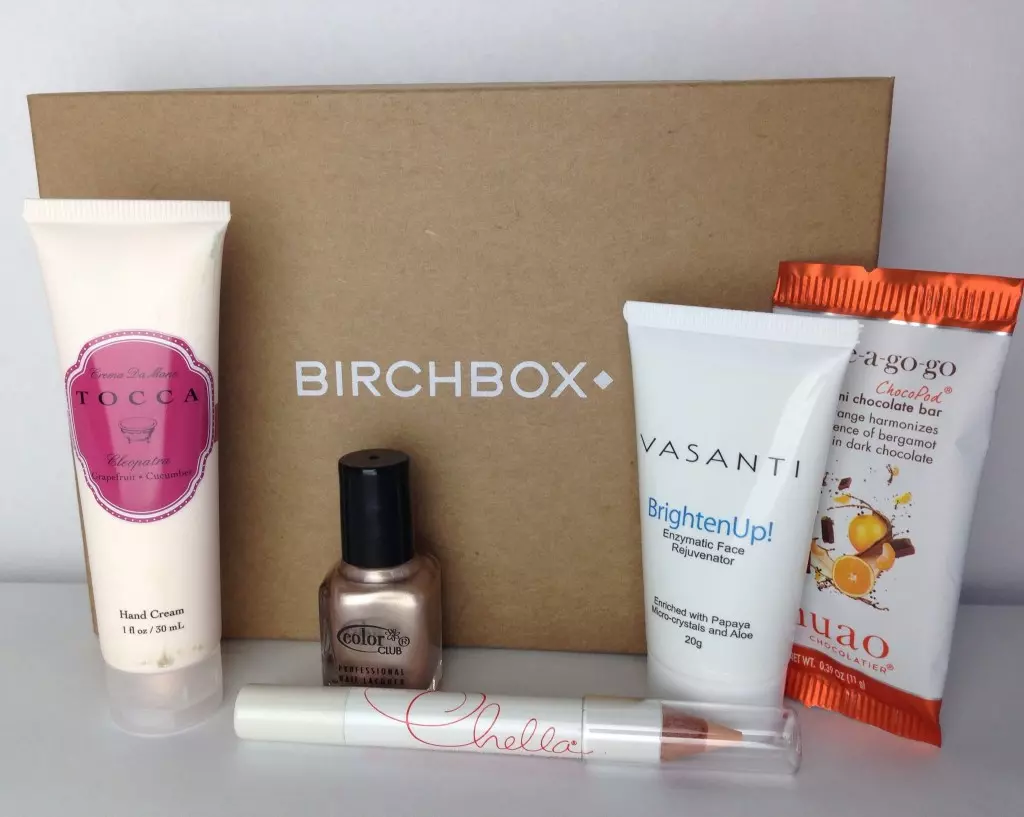 BIRCHBOX
Crema Da Mano
TOCCA
Cleopatra
Grapefruit • Cucumber
Hand Cream
1 fl oz / 30 mL
color
CLUB
PROFESSIONAL
NAIL LACQUER
Chella®
VASANTI
BrightenUp!
Enzymatic Face
Rejuvenator
Enriched with Papaya
Micro-crystals and Aloe
20g
e-a-go-go
ChocoPod®
ni chocolate bar
ange harmonizes
ence of bergamot
in dark chocolate
huao
CHOCOLATIER®
NET WT. 0.39 OZ (11 g)